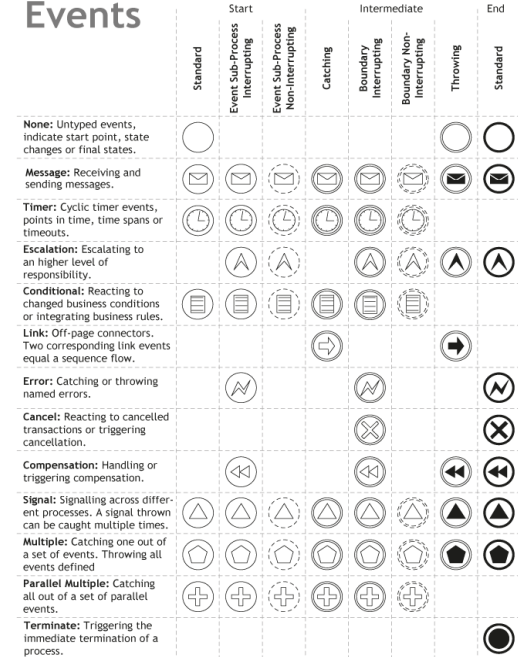 Events
Start
Intermediate
End
Standard
Event Sub-Process
Interrupting
Event Sub-Process
Non-Interrupting
Catching
Boundary
Interrupting
Boundary Non-
Interrupting
Throwing
Standard
None: Untyped events,
indicate start point, state
changes or final states.
Message: Receiving and
sending messages.
Timer: Cyclic timer events,
points in time, time spans or
timeouts.
Escalation: Escalating to
an higher level of
responsibility.
Conditional: Reacting to
changed business conditions
or integrating business rules.
Link: Off-page connectors.
Two corresponding link events
equal a sequence flow.
Error: Catching or throwing
named errors.
Cancel: Reacting to cancelled
transactions or triggering
cancellation.
Compensation: Handling or
triggering compensation.
Signal: Signalling across differ-
ent processes. A signal thrown
can be caught multiple times.
Multiple: Catching one out of
a set of events. Throwing all
events defined
Parallel Multiple: Catching
all out of a set of parallel
events.
Terminate: Triggering the
immediate termination of a
process.